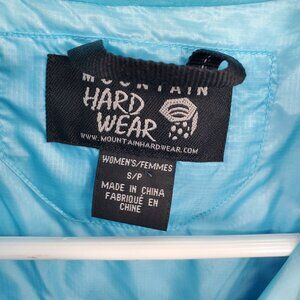 MOUNTAIN
HARD
WEAR
WWW.MOUNTAINHARDWEAR.COM
WOMEN'S/FEMMES
S/P
MADE IN CHINA
FABRIQUÉ EN
CHINE